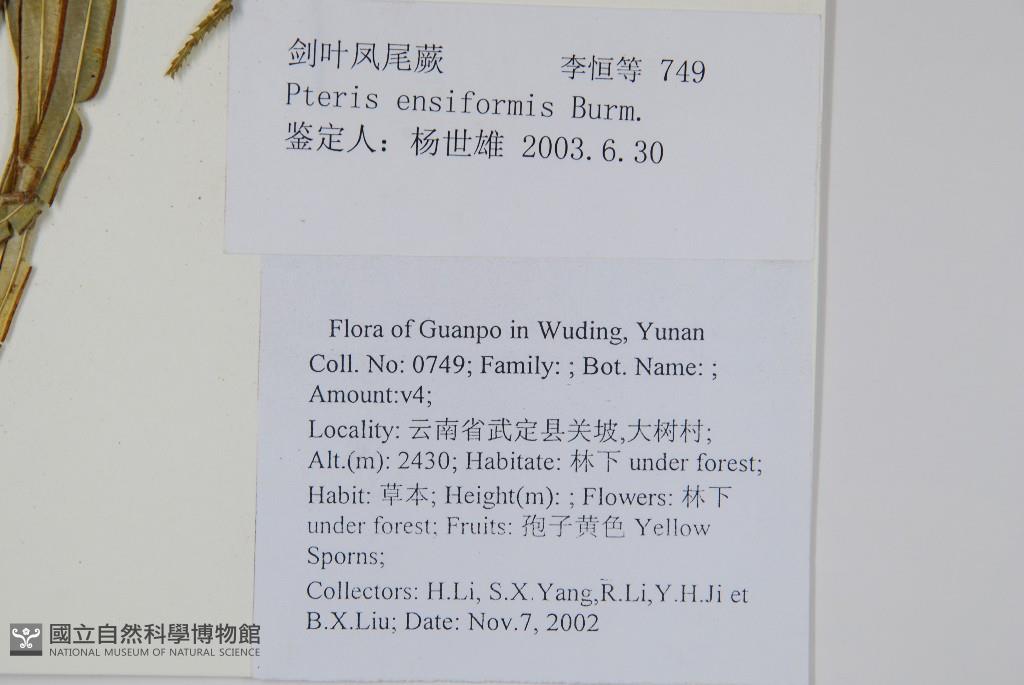 剑叶凤尾蕨 李恒等 749
Pteris ensiformis Burm.
鉴定人：杨世雄 2003.6.30
Flora of Guanpo in Wuding, Yunan
Coll. No: 0749; Family: ; Bot. Name: ;
Amount:v4;
Locality: 云南省武定县关坡,大树村;
Alt.(m): 2430; Habitate: 林下 under forest;
Habit: 草本; Height(m): ; Flowers: 林下
under forest; Fruits: 孢子黄色 Yellow
Sporns;
Collectors: H.Li, S.X.Yang,R.Li,Y.H.Ji et
B.X.Liu; Date: Nov.7, 2002
國立自然科學博物館
NATIONAL MUSEUM OF NATURAL SCIENCE